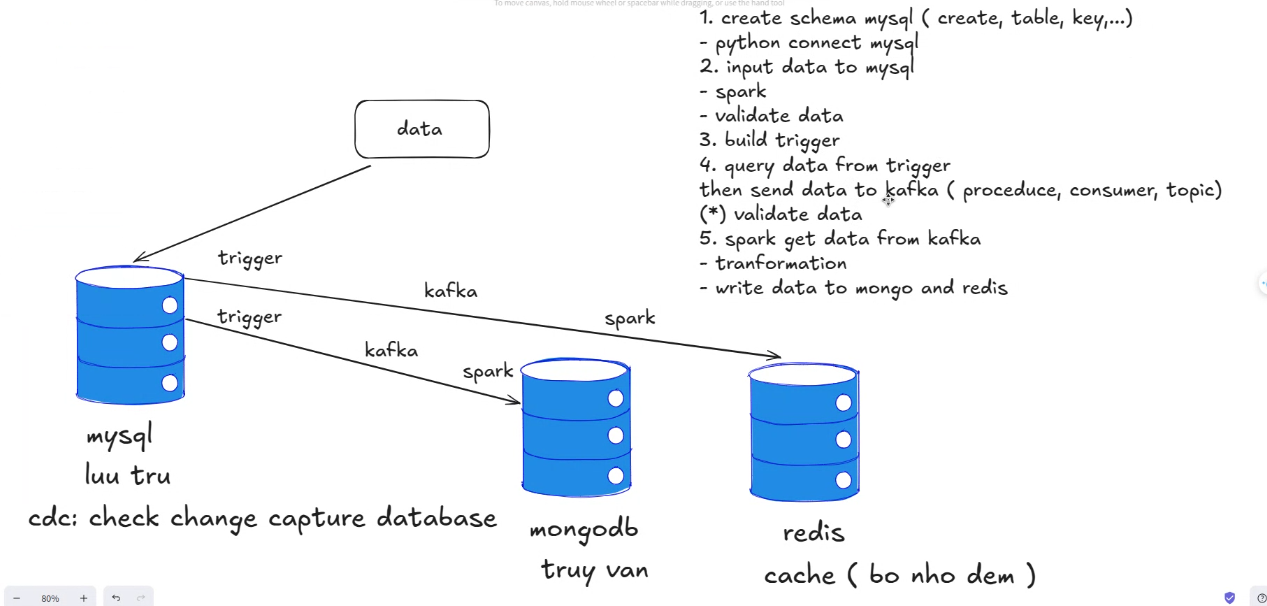 To move canvas, hold mouse wheel or spacebar while dragging, or use the hand tool
1. create schema mysql ( create, table, key,...)
- python connect mysql
2. input data to mysql
- spark
- validate data
3. build trigger
4. query data from trigger
then send data to kafka ( proceduce, consumer, topic)
(*) validate data
5. spark get data from kafka
- tranformation
- write data to mongo and redis
data
trigger
kafka
spark
trigger
kafka
spark
mysql
luu tru
cdc: check change capture database
mongodb
truy van
redis
cache ( bo nho dem )
80%